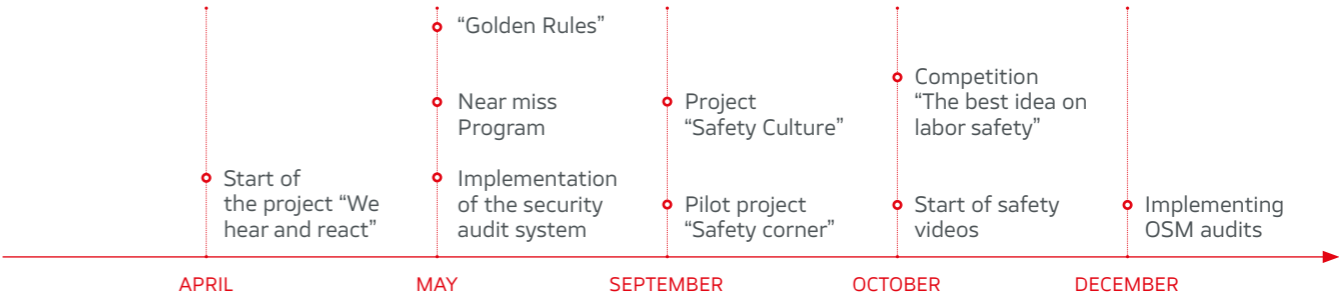 Start of
the project “We
hear and react”
“Golden Rules”
Near miss
Program
Implementation
of the security
audit system
Project
“Safety Culture”
Pilot project
“Safety corner”
Competition
“The best idea on
labor safety”
Start of safety
videos
Implementing
OSM audits
APRIL
MAY
SEPTEMBER
OCTOBER
DECEMBER